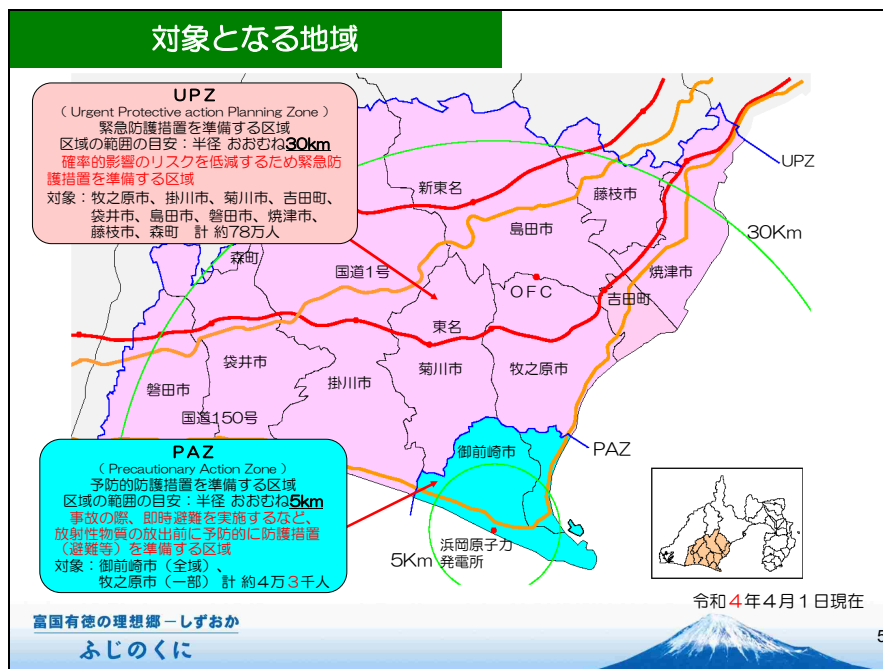 対象となる地域
UPZ
( Urgent Protective action Planning Zone )
緊急防護措置を準備する区域
区域の範囲の目安：半径 おおむね30km
確率的影響のリスクを低減するため緊急防
護措置を準備する区域
対象：牧之原市、掛川市、菊川市、吉田町、
袋井市、島田市、磐田市、焼津市、
藤枝市、森町　計 約78万人
UPZ
新東名
藤枝市
島田市
30Km
森町
国道1号
焼津市
OFC
吉田町
東名
袋井市
掛川市
菊川市
牧之原市
磐田市
国道150号
PAZ
( Precautionary Action Zone )
予防的防護措置を準備する区域
区域の範囲の目安：半径 おおむね5km
事故の際、即時避難を実施するなど、
放射性物質の放出前に予防的に防護措置
（避難等）を準備する区域
対象：御前崎市（全域）、
牧之原市（一部）計 約4万3千人
御前崎市
PAZ
5Km
浜岡原子力
発電所
令和4年4月1日現在
富国有徳の理想郷－しずおか
ふじのくに
5